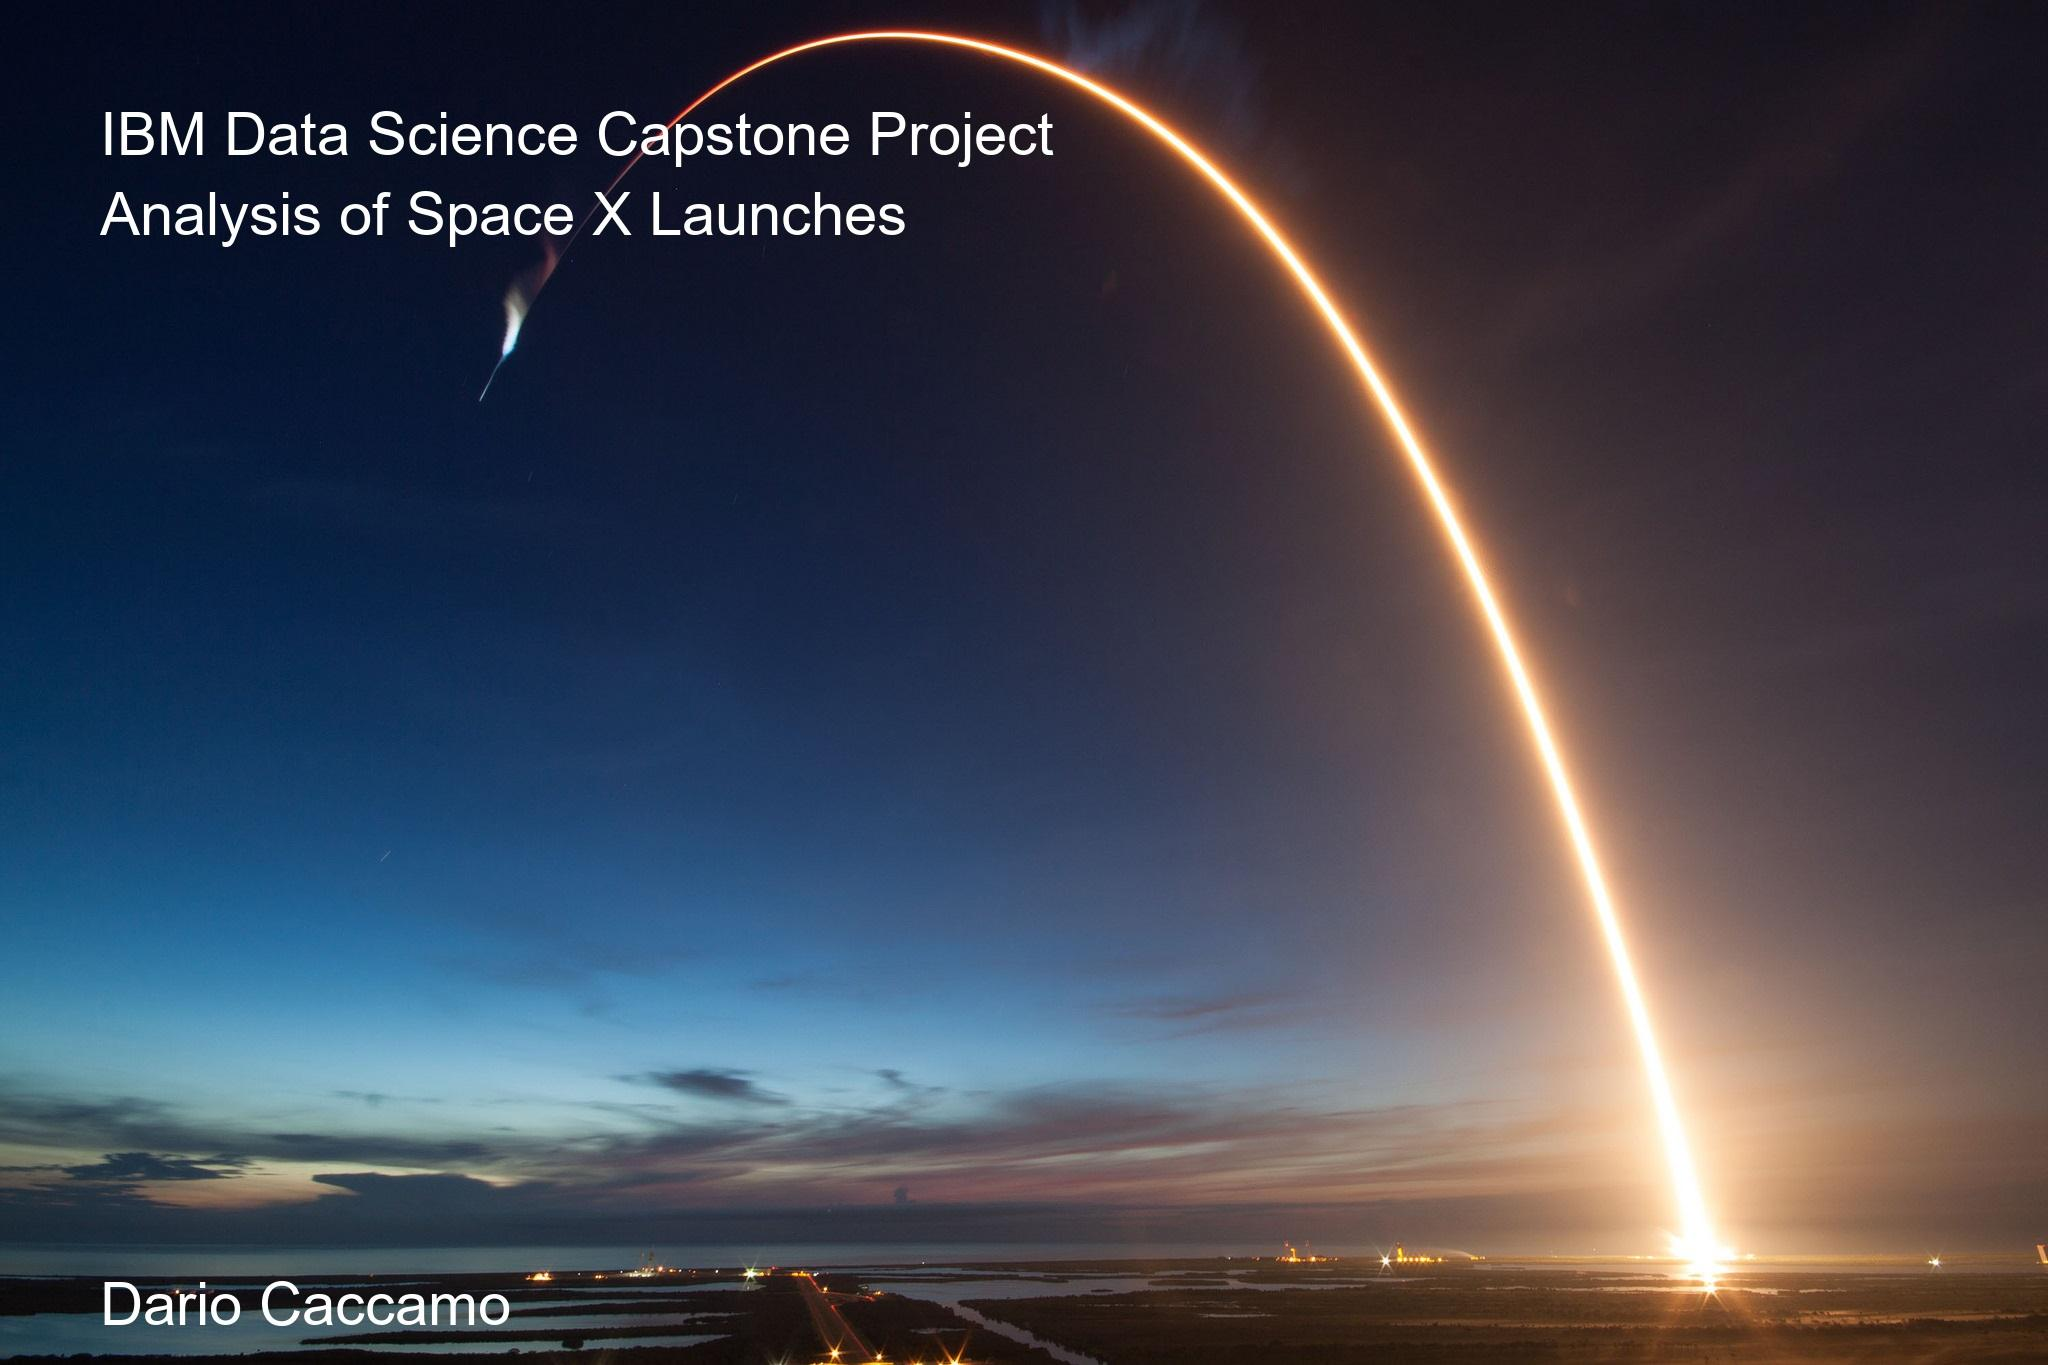 IBM Data Science Capstone Project
Analysis of Space X Launches
Dario Caccamo